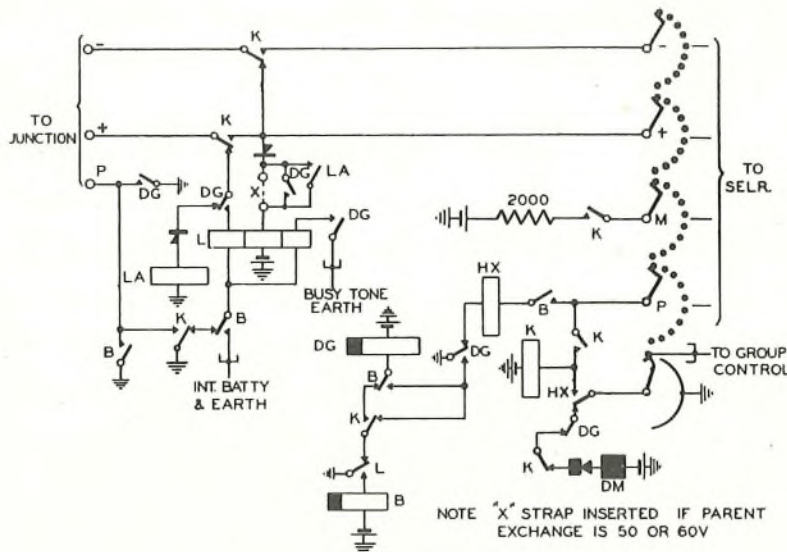 K
-
-
K
+
+
TO
JUNCTION
P
DG
DG
X
DG
LA
DG
L
TO
SELR.
2000
K
M
LA
HX
BUSY TONE
EARTH
B
P
K
B
B
DG
DG
K
K
TO GROUP
CONTROL
INT. BATTY
& EARTH
B
HX
K
DG
L
K
B
DM
NOTE "X" STRAP INSERTED IF PARENT
EXCHANGE IS 50 OR 60V